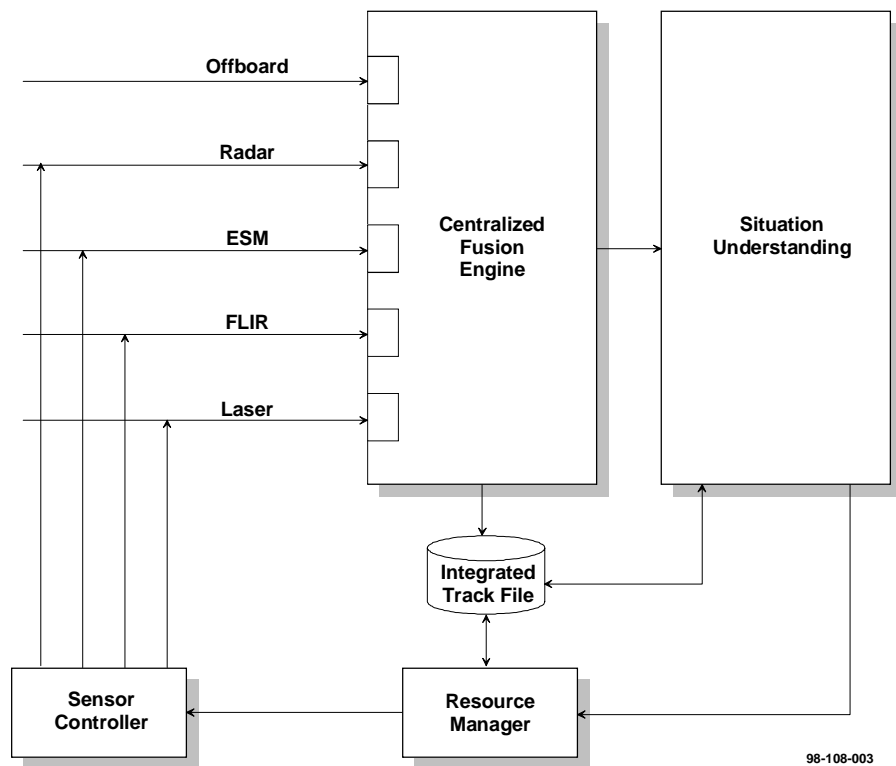 Offboard
Radar
ESM
FLIR
Laser
Centralized
Fusion
Engine
Situation
Understanding
Integrated
Track File
Sensor
Controller
Resource
Manager
98-108-003